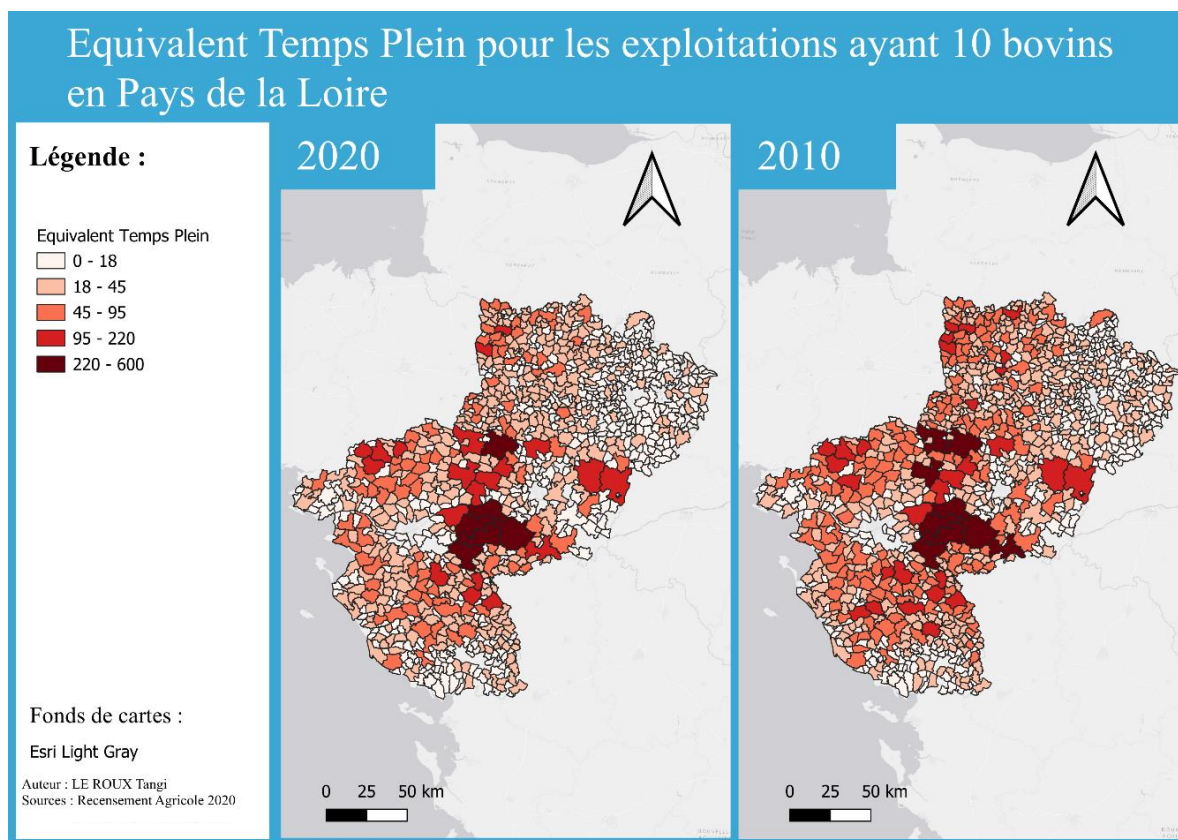 Equivalent Temps Plein pour les exploitations ayant 10 bovins
en Pays de la Loire
Légende :
Equivalent Temps Plein
0 - 18
18 - 45
45 - 95
95 - 220
220 - 600
Fonds de cartes :
Esri Light Gray
Auteur : LE ROUX Tangi
Sources : Recensement Agricole 2020
2020
0 25 50 km
2010
0 25 50 km